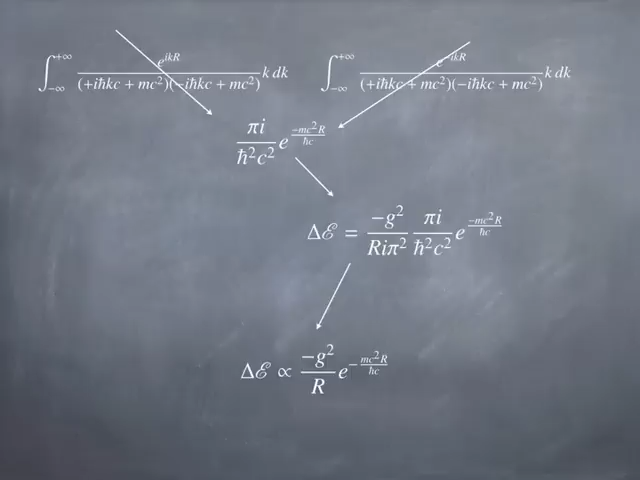 ∫_{-∞}^{+∞} e^{ikR} / ((+iħkc + mc²)(-iħkc + mc²)) k dk    ∫_{-∞}^{+∞} e^{-ikR} / ((+iħkc + mc²)(-iħkc + mc²)) k dk
πi / (ħ²c²) e^{-mc²R / ħc}
Δℰ = -g² / (Riπ²) πi / (ħ²c²) e^{-mc²R / ħc}
Δℰ ∝ -g² / R e^{- mc²R / ħc}